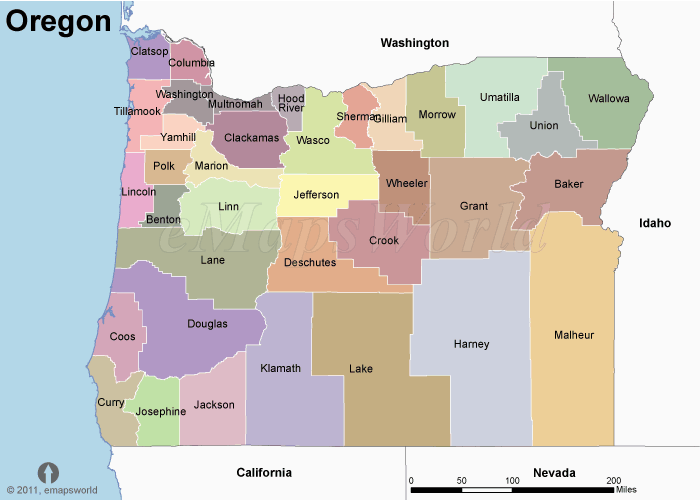 Oregon
Washington
Clatsop
Columbia
Tillamook
Washington
Multnomah
Hood
River
Sherman
Gilliam
Morrow
Umatilla
Wallowa
Union
Yamhill
Clackamas
Wasco
Polk
Marion
Lincoln
Jefferson
Wheeler
Grant
Baker
Benton
Linn
Idaho
eMapsWorld
Crook
Lane
Deschutes
Douglas
Coos
Klamath
Lake
Harney
Malheur
Curry
Josephine
Jackson
California
Nevada
0 50 100 200
Miles
© 2011, emapsworld